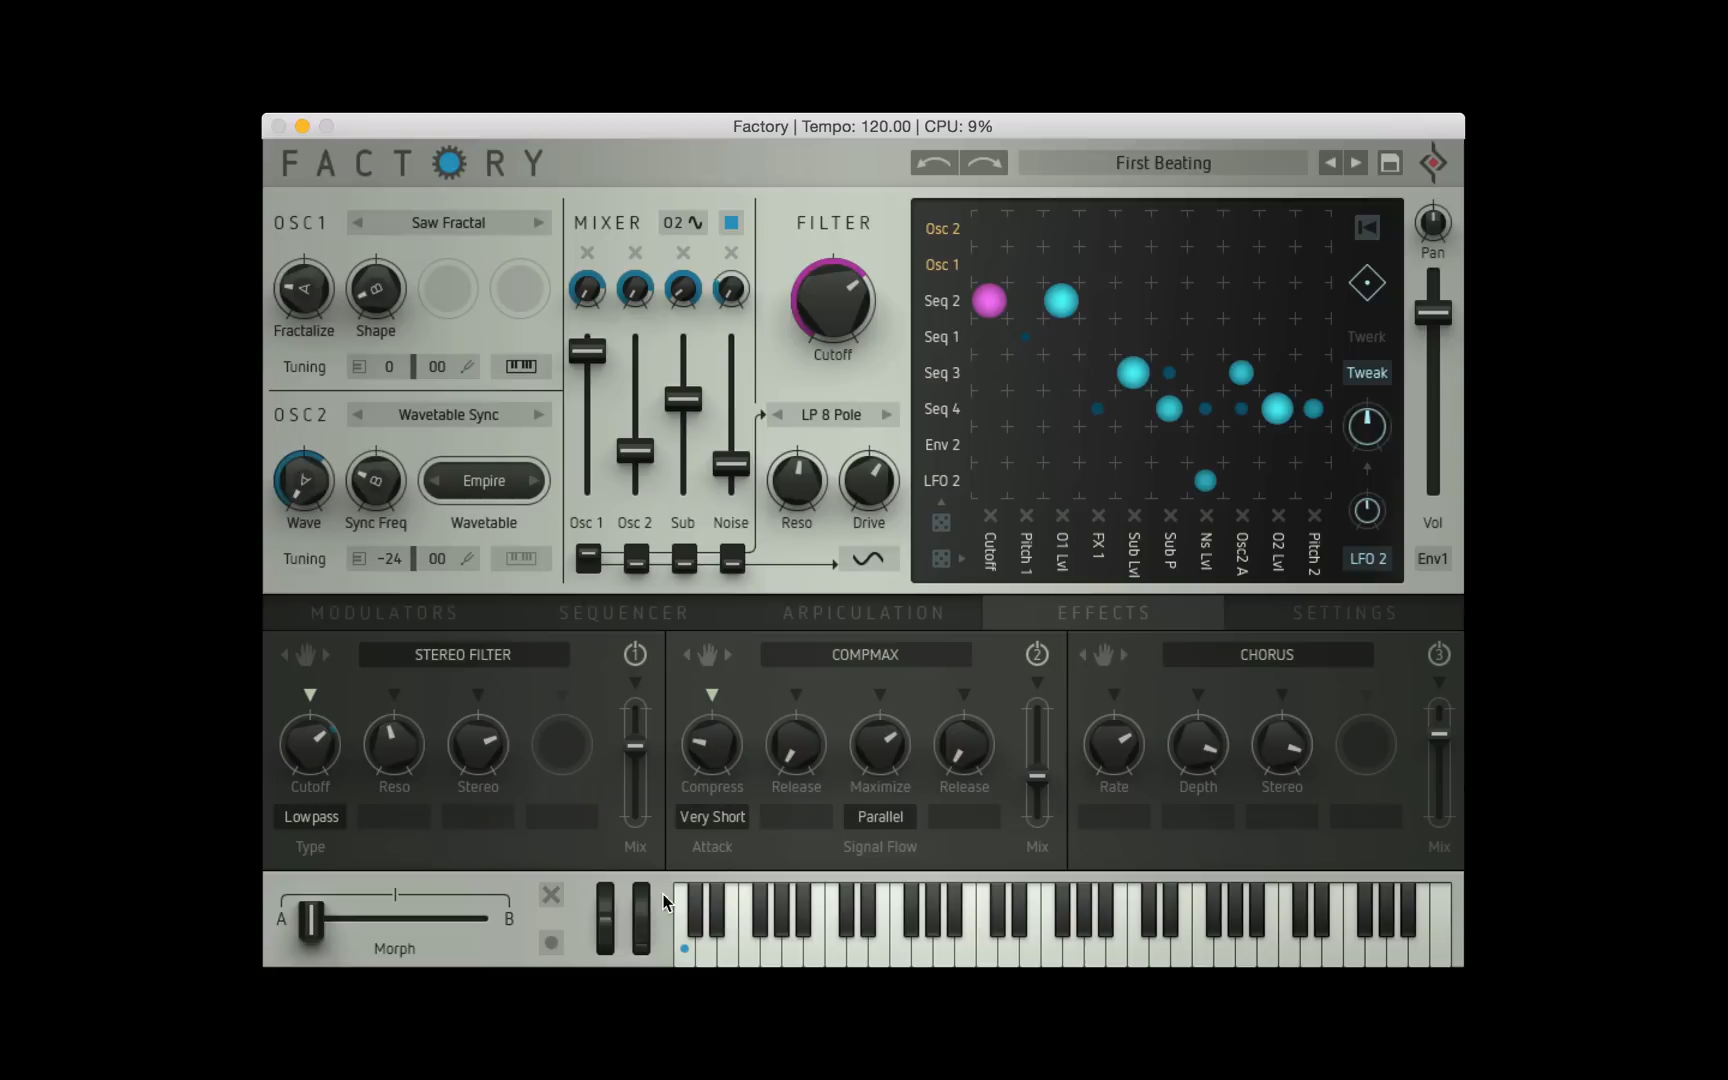 Factory | Tempo: 120.00 | CPU: 9%
FACTORY
First Beating
OSC1
Saw Fractal
A
B
Fractalize
Shape
Tuning
0
00
OSC2
Wavetable Sync
A
B
Empire
Wave
Sync Freq
Wavetable
Tuning
-24
00
MIXER
02
Osc 1
Osc 2
Sub
Noise
FILTER
Cutoff
LP 8 Pole
Reso
Drive
Osc 2
Osc 1
Seq 2
Seq 1
Seq 3
Seq 4
Env 2
LFO 2
Cutoff
Pitch 1
O1 Lvl
FX 1
Sub Lvl
Sub P
Ns Lvl
Osc2 A
O2 Lvl
Pitch 2
Twerk
Tweak
LFO 2
Pan
Vol
Env1
MODULATORS
SEQUENCER
ARPICULATION
EFFECTS
SETTINGS
STEREO FILTER
1
Cutoff
Reso
Stereo
Lowpass
Type
Mix
COMPMAX
2
Compress
Release
Maximize
Release
Very Short
Parallel
Attack
Signal Flow
Mix
CHORUS
3
Rate
Depth
Stereo
Mix
A
B
Morph